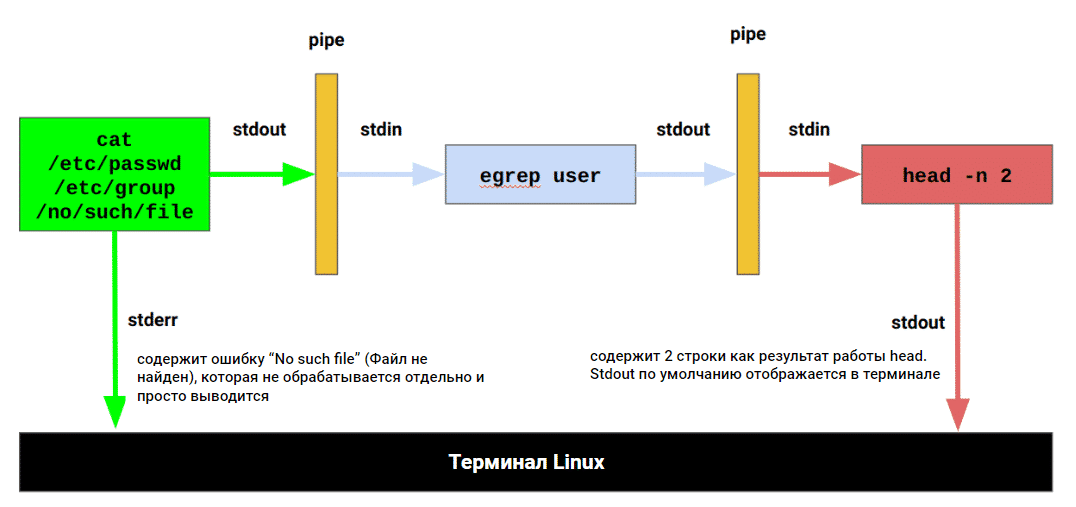 pipe
pipe
stdout
stdin
stdout
stdin
cat
/etc/passwd
/etc/group
/no/such/file
egrep user
head -n 2
stderr
stdout
содержит ошибку “No such file” (Файл не
найден), которая не обрабатывается отдельно и
просто выводится
содержит 2 строки как результат работы head.
Stdout по умолчанию отображается в терминале
Терминал Linux